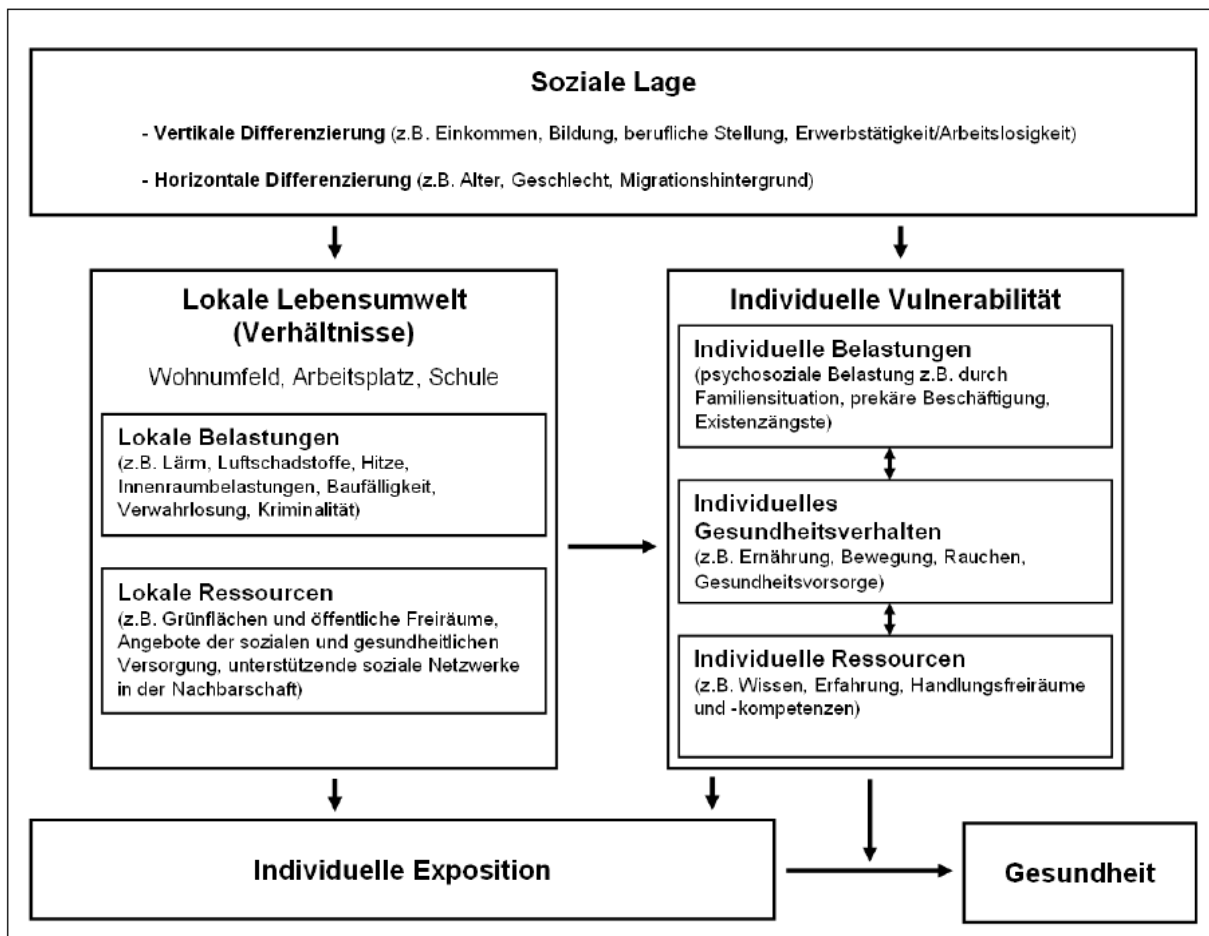 Soziale Lage
- Vertikale Differenzierung (z.B. Einkommen, Bildung, berufliche Stellung, Erwerbstätigkeit/Arbeitslosigkeit)
- Horizontale Differenzierung (z.B. Alter, Geschlecht, Migrationshintergrund)
Lokale Lebensumwelt
(Verhältnisse)
Wohnumfeld, Arbeitsplatz, Schule
Lokale Belastungen
(z.B. Lärm, Luftschadstoffe, Hitze,
Innenraumbelastungen, Baufälligkeit,
Verwahrlosung, Kriminalität)
Lokale Ressourcen
(z.B. Grünflächen und öffentliche Freiräume,
Angebote der sozialen und gesundheitlichen
Versorgung, unterstützende soziale Netzwerke
in der Nachbarschaft)
Individuelle Vulnerabilität
Individuelle Belastungen
(psychosoziale Belastung z.B. durch
Familiensituation, prekäre Beschäftigung,
Existenzängste)
Individuelles
Gesundheitsverhalten
(z.B. Ernährung, Bewegung, Rauchen,
Gesundheitsvorsorge)
Individuelle Ressourcen
(z.B. Wissen, Erfahrung, Handlungsfreiräume
und -kompetenzen)
Individuelle Exposition
Gesundheit